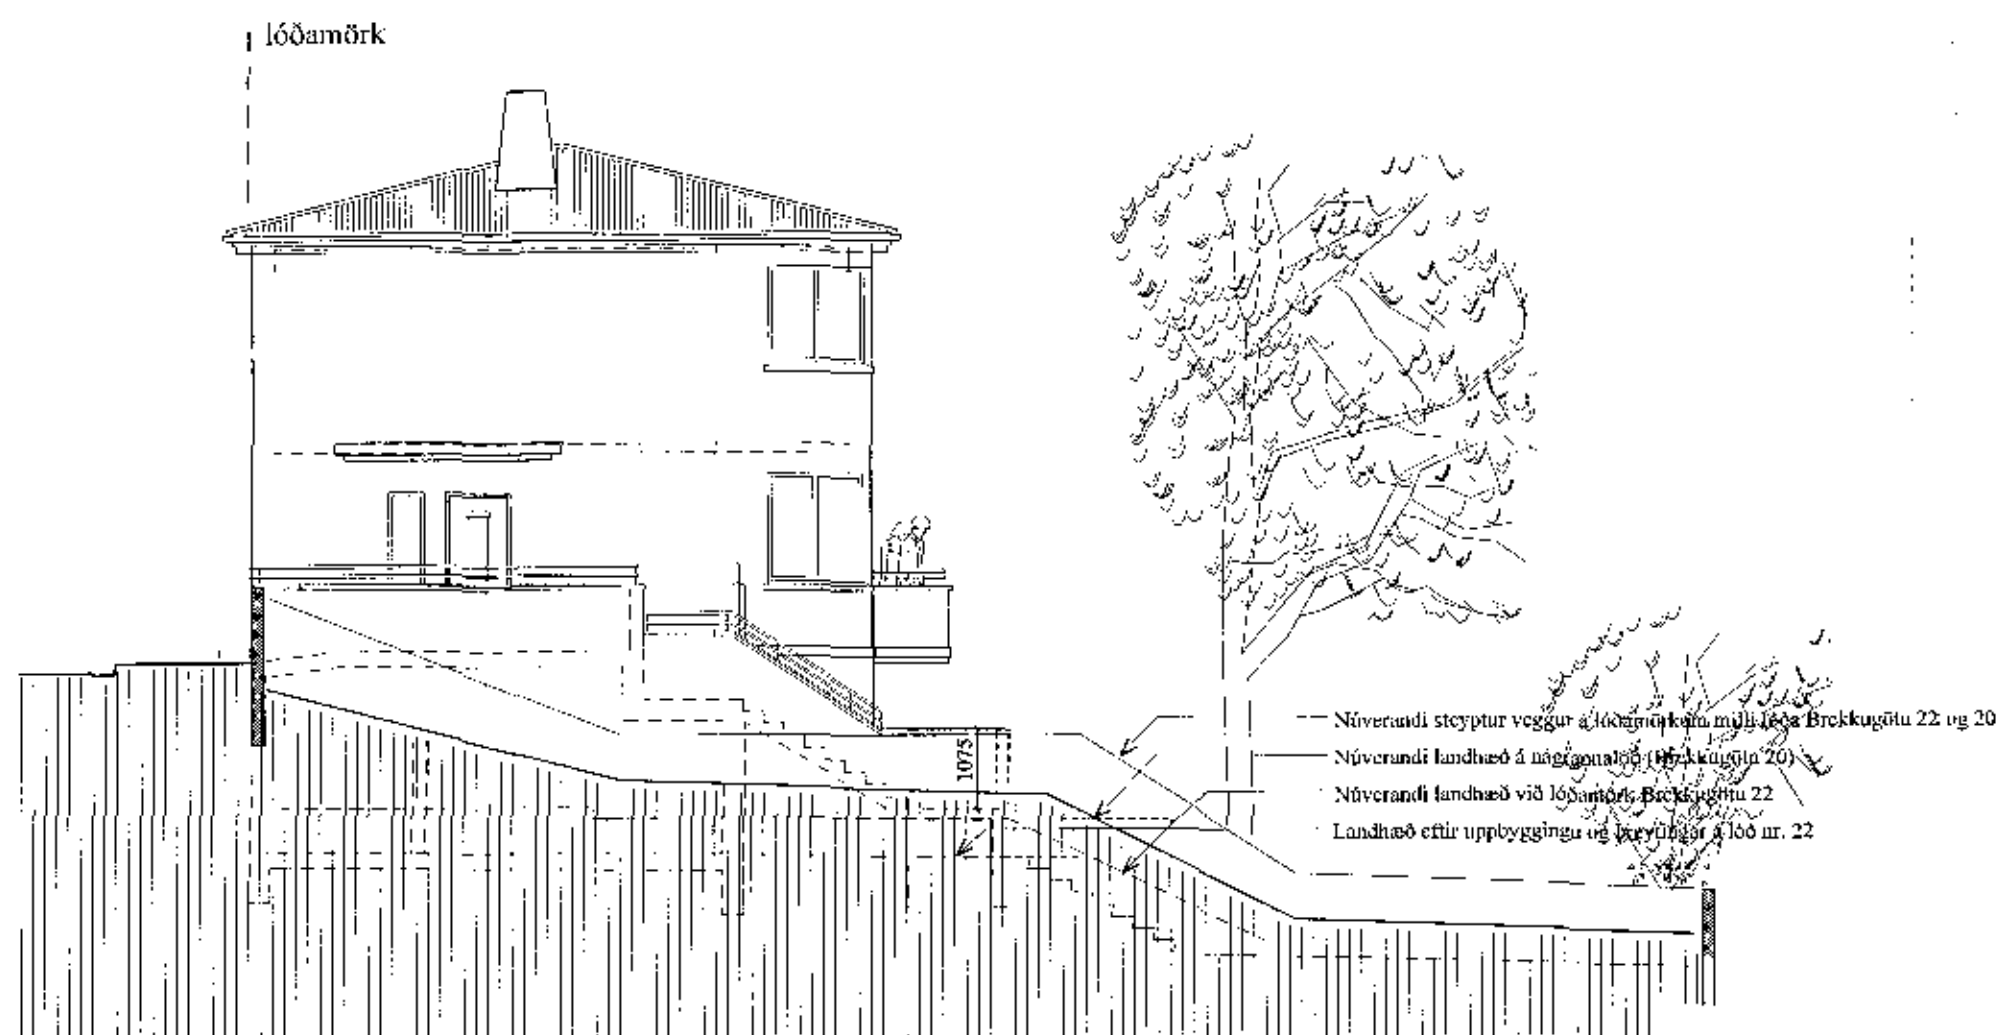 lóðamörk
Núverandi steyptur veggur á lóðamörkum milli lóða Brekkugötu 22 og 20
Núverandi landhæð á nágrannalóð (Brekkugötu 20)
Núverandi landhæð við lóðamörk Brekkugötu 22
Landhæð eftir uppbyggingu og breytingar á lóð nr. 22
1075